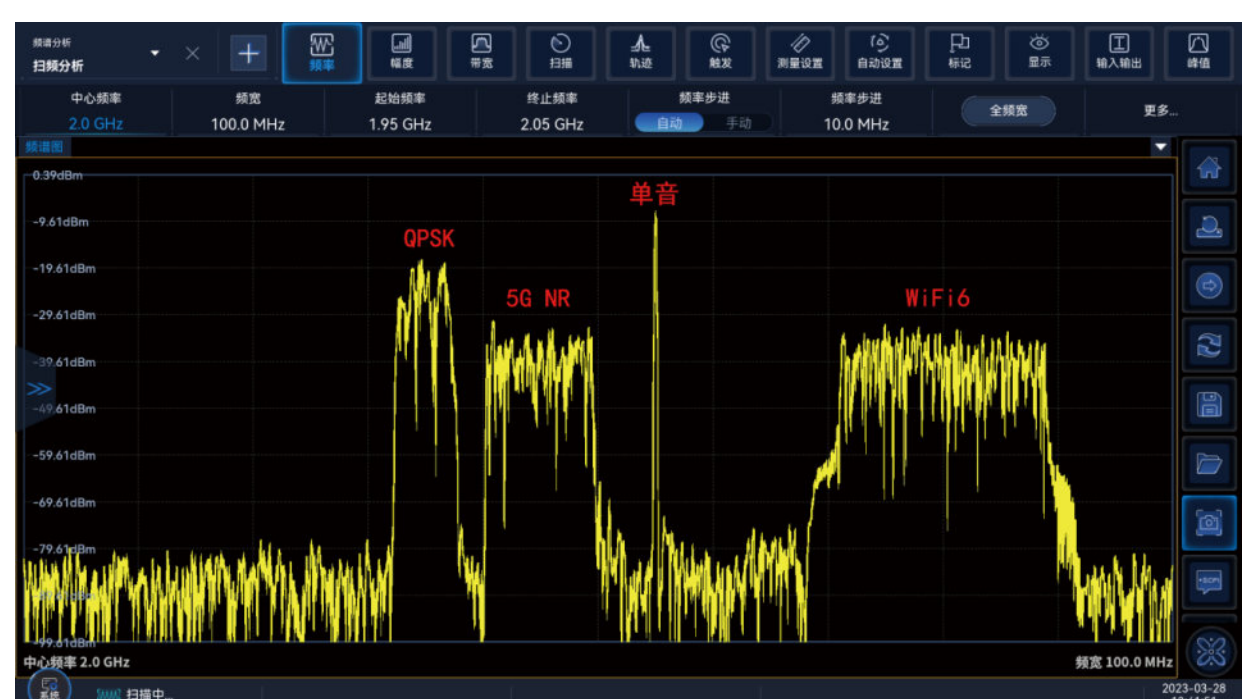 频谱分析
扫频分析
频率
幅度
带宽
扫描
轨迹
触发
测量设置
自动设置
标记
显示
输入输出
峰值
中心频率
2.0 GHz
频宽
100.0 MHz
起始频率
1.95 GHz
终止频率
2.05 GHz
频率步进
自动 手动
频率步进
10.0 MHz
全频宽
更多...
频谱图
0.39dBm
单音
-9.61dBm
QPSK
-19.61dBm
5G NR
WiFi6
-29.61dBm
-39.61dBm
-49.61dBm
-59.61dBm
-69.61dBm
-79.61dBm
-99.61dBm
中心频率 2.0 GHz
频宽 100.0 MHz
系统
扫描中...
2023-03-28